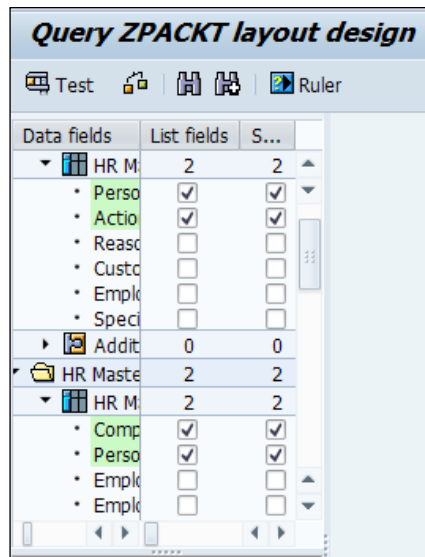 Query ZPACKT layout design
Test Ruler
Data fields List fields S...
HR M 2 2
Perso
Actio
Reaso
Custo
Emplo
Speci
Addit 0 0
HR Maste 2 2
HR M 2 2
Comp
Perso
Emplo
Emplo